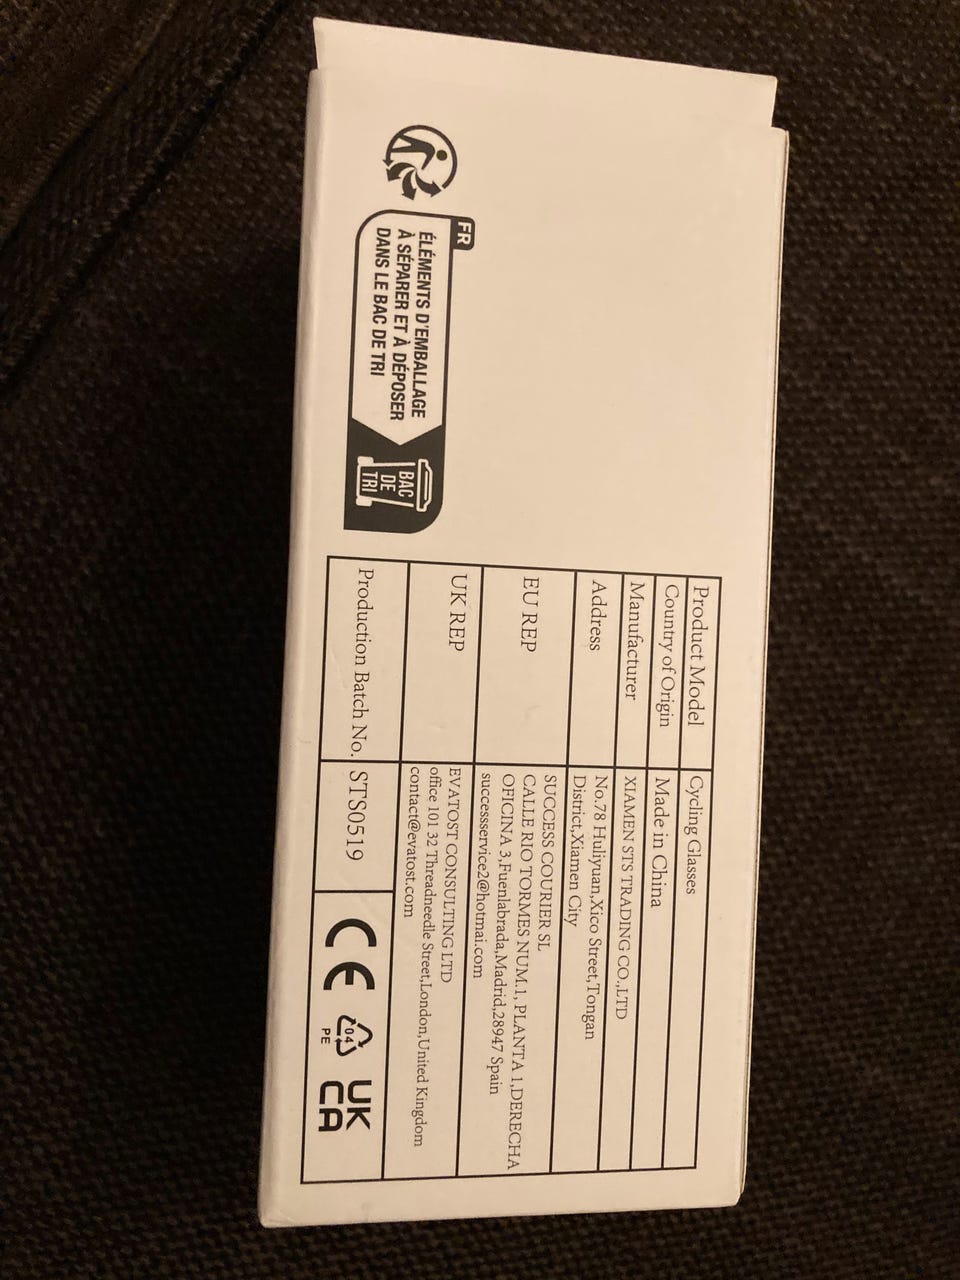 FR
ÉLÉMENTS D'EMBALLAGE
À SÉPARER ET À DÉPOSER
DANS LE BAC DE TRI
BAC
DE
TRI
Product Model Cycling Glasses
Country of Origin Made in China
Manufacturer XIAMEN STS TRADING CO.,LTD
Address No.78 Huliyuan,Xico Street,Tongan
District,Xiamen City
EU REP SUCCESS COURIER SL
CALLE RIO TORMES NUM.1, PLANTA 1,DERECHA
OFICINA 3,Fuenlabrada,Madrid,28947 Spain
successservice2@hotmai.com
UK REP EVATOST CONSULTING LTD
office 101 32 Threadneedle Street,London,United Kingdom
contact@evatost.com
Production Batch No. STS0519
CE
04
PE
UK
CA